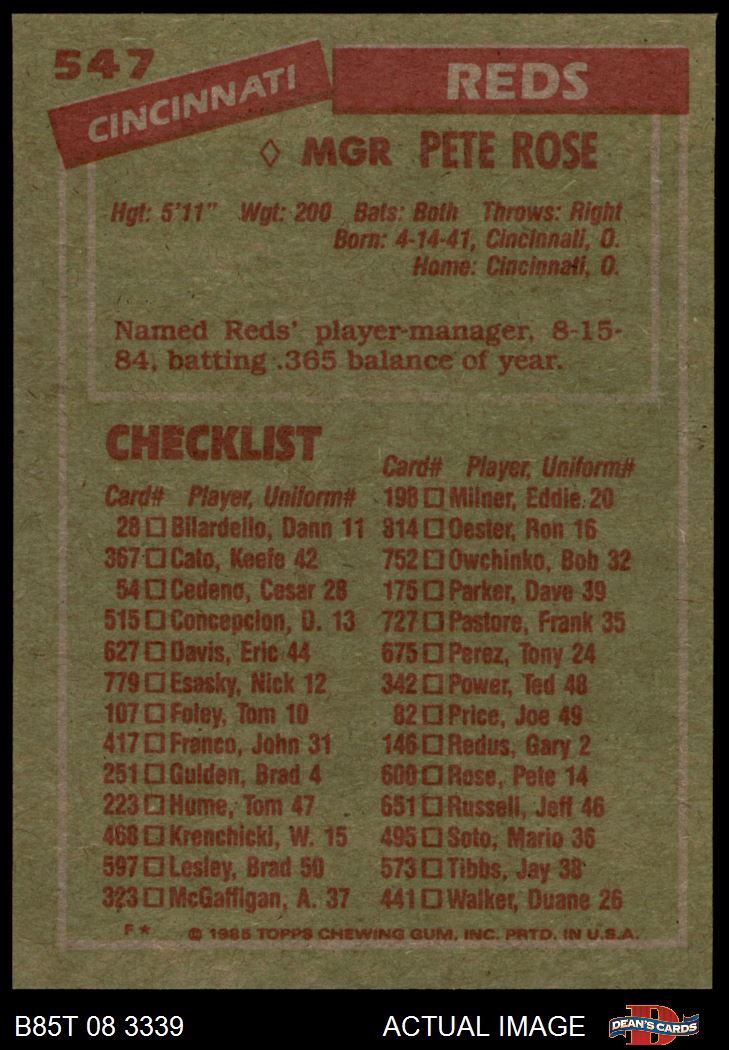 547
CINCINNATI
REDS
◊ MGR PETE ROSE
Hgt: 5'11" Wgt: 200 Bats: Both Throws: Right
Born: 4-14-41, Cincinnati, O.
Home: Cincinnati, O.
Named Reds' player-manager, 8-15-
84, batting .365 balance of year.
CHECKLIST
Card# Player, Uniform#
28 □ Bilardello, Dann 11
367 □ Cato, Keefe 42
54 □ Cedeno, Cesar 28
515 □ Concepcion, D. 13
627 □ Davis, Eric 44
779 □ Esasky, Nick 12
107 □ Foley, Tom 10
417 □ Franco, John 31
251 □ Gulden, Brad 4
223 □ Hume, Tom 47
468 □ Krenchicki, W. 15
597 □ Lesley, Brad 50
323 □ McGaffigan, A. 37
Card# Player, Uniform#
198 □ Milner, Eddie 20
314 □ Oester, Ron 16
752 □ Owchinko, Bob 32
175 □ Parker, Dave 39
727 □ Pastore, Frank 35
675 □ Perez, Tony 24
342 □ Power, Ted 48
82 □ Price, Joe 49
146 □ Redus, Gary 2
600 □ Rose, Pete 14
651 □ Russell, Jeff 46
495 □ Soto, Mario 36
573 □ Tibbs, Jay 38
441 □ Walker, Duane 26
F* © 1985 TOPPS CHEWING GUM, INC. PRTD. IN U.S.A.
B85T 08 3339
ACTUAL IMAGE
D
DEAN'S CARDS